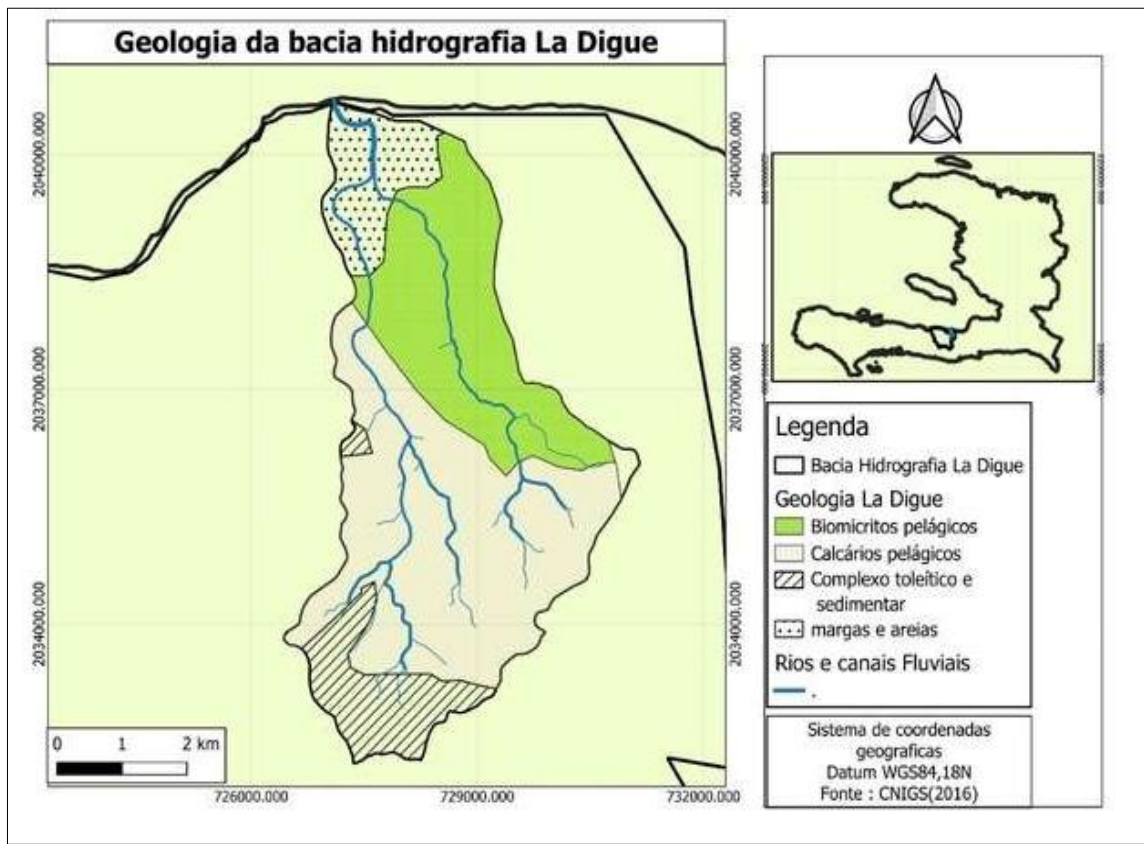 Geologia da bacia hidrografia La Digue
2040000.000
2037000.000
2034000.000
2040000.000
2037000.000
2034000.000
0 1 2 km
726000.000
729000.000
732000.000
Legenda
Bacia Hidrografia La Digue
Geologia La Digue
Biomicritos pelágicos
Calcários pelágicos
Complexo toleítico e
sedimentar
margas e areias
Rios e canais Fluviais
.
Sistema de coordenadas
geograficas
Datum WGS84,18N
Fonte : CNIGS(2016)